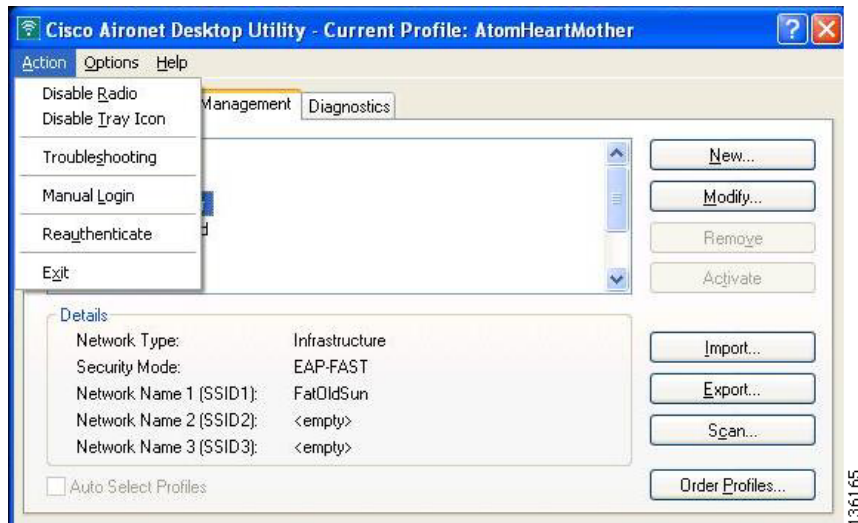 Cisco Aironet Desktop Utility - Current Profile: AtomHeartMother
Action Options Help
Disable Radio
Disable Tray Icon
Troubleshooting
Manual Login
Reauthenticate
Exit
Management Diagnostics
New...
Modify...
Remove
Activate
Details
Network Type: Infrastructure
Security Mode: EAP-FAST
Network Name 1 (SSID1): FatOldSun
Network Name 2 (SSID2): <empty>
Network Name 3 (SSID3): <empty>
Import...
Export...
Scan...
Auto Select Profiles
Order Profiles...
136165